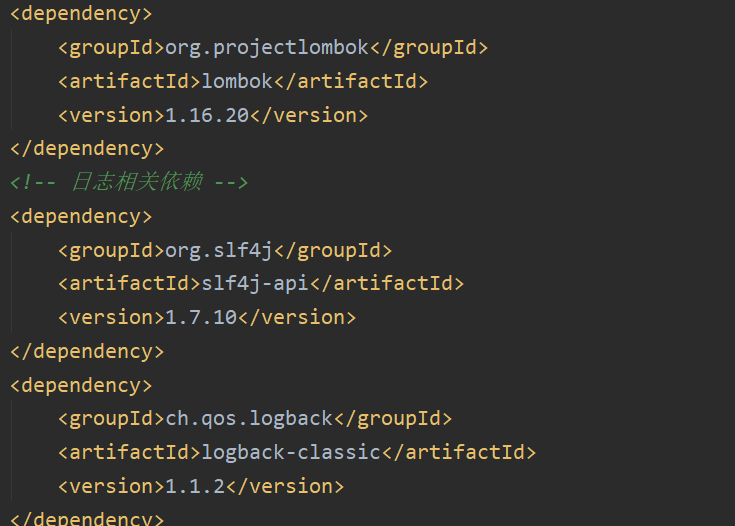 <dependency>
    <groupId>org.projectlombok</groupId>
    <artifactId>lombok</artifactId>
    <version>1.16.20</version>
</dependency>
<!-- 日志相关依赖 -->
<dependency>
    <groupId>org.slf4j</groupId>
    <artifactId>slf4j-api</artifactId>
    <version>1.7.10</version>
</dependency>
<dependency>
    <groupId>ch.qos.logback</groupId>
    <artifactId>logback-classic</artifactId>
    <version>1.1.2</version>
</dependency>